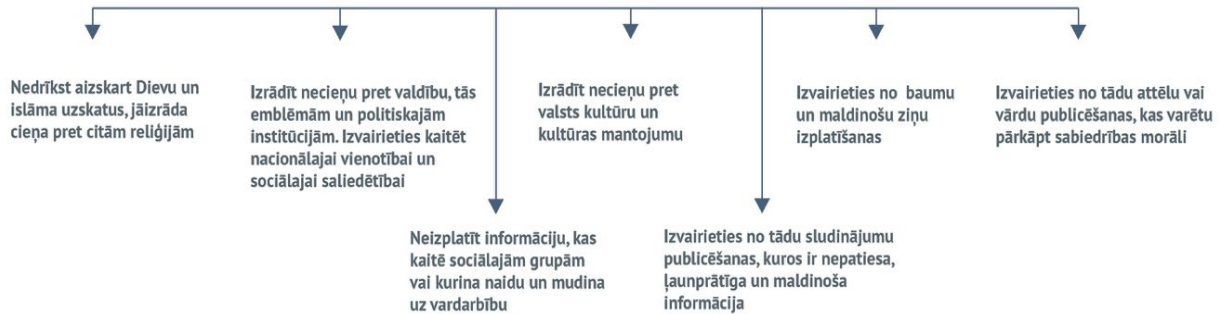 Nedrīkst aizskart Dievu un
islāma uzskatus, jāizrāda
cieņa pret citām reliģijām
Izrādīt necieņu pret valdību, tās
emblēmām un politiskajām
institūcijām. Izvairieties kaitēt
nacionālajai vienotībai un
sociālajai saliedētībai
Izrādīt necieņu pret
valsts kultūru un
kultūras mantojumu
Izvairieties no baumu
un maldinošu ziņu
izplatīšanas
Izvairieties no tādu attēlu vai
vārdu publicēšanas, kas varētu
pārkāpt sabiedrības morāli
Neizplatīt informāciju, kas
kaitē sociālajām grupām
vai kurina naidu un mudina
uz vardarbību
Izvairieties no tādu sludinājumu
publicēšanas, kuros ir nepatiesa,
ļaunprātīga un maldinoša
informācija